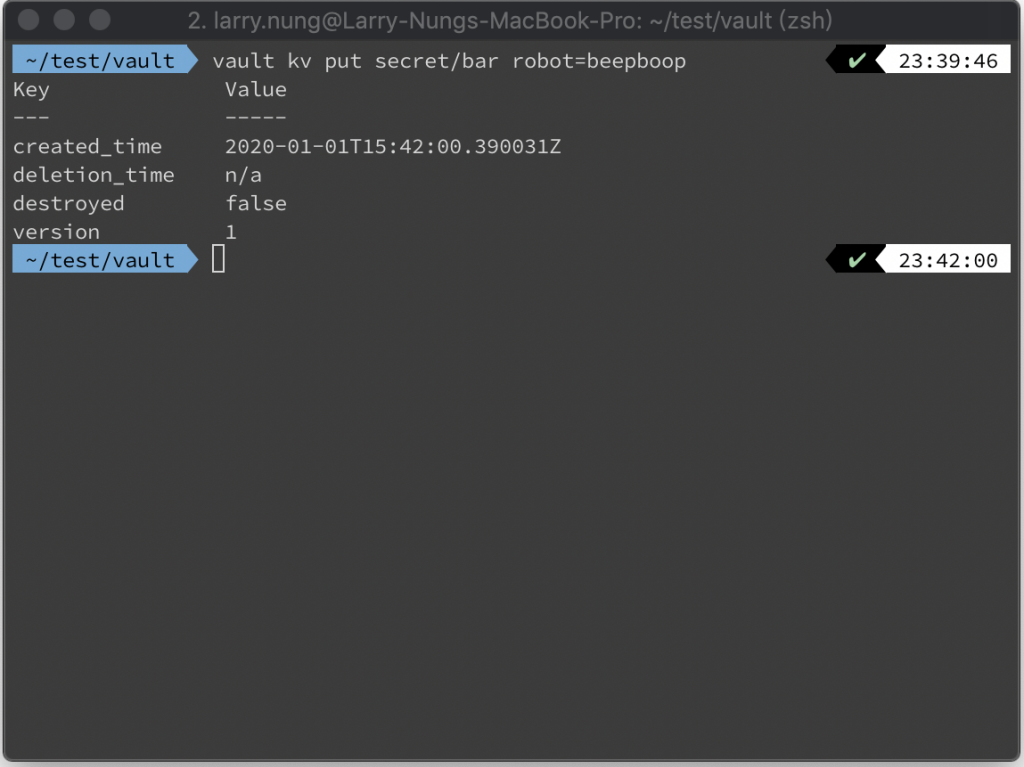 2. larry.nung@Larry-Nungs-MacBook-Pro: ~/test/vault (zsh)
~/test/vault vault kv put secret/bar robot=beepboop ✔ 23:39:46
Key Value
--- -----
created_time 2020-01-01T15:42:00.390031Z
deletion_time n/a
destroyed false
version 1
~/test/vault ✔ 23:42:00